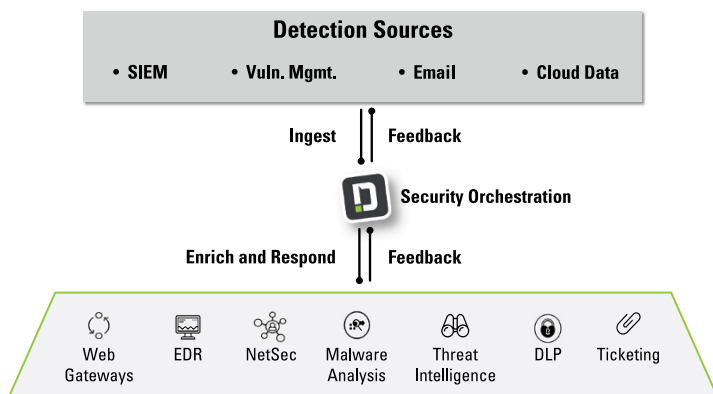 Detection Sources
• SIEM • Vuln. Mgmt. • Email • Cloud Data
Ingest Feedback
Security Orchestration
Enrich and Respond Feedback
Web Gateways
EDR
NetSec
Malware Analysis
Threat Intelligence
DLP
Ticketing